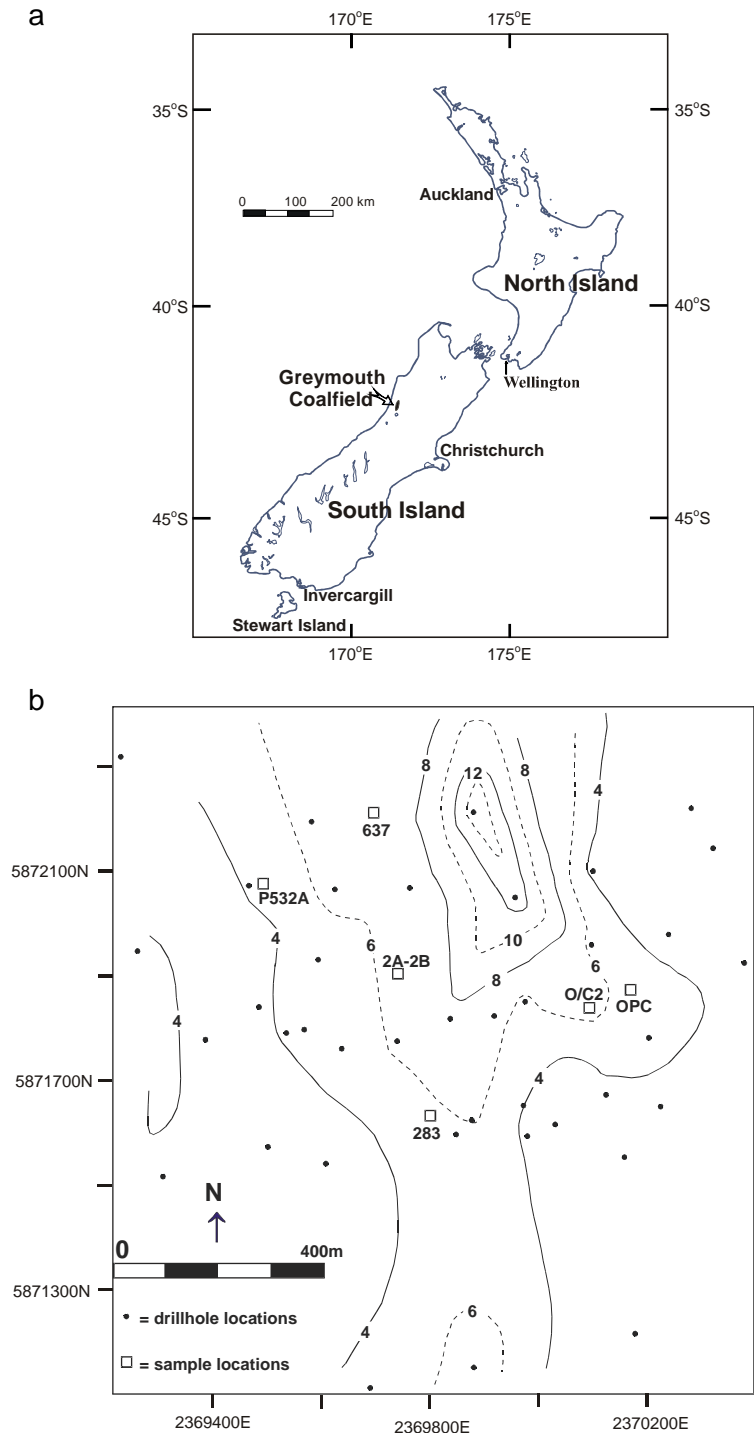 a
170°E
175°E
35°S
35°S
Auckland
0 100 200 km
North Island
40°S
40°S
Greymouth
Coalfield
Wellington
Christchurch
45°S
South Island
45°S
Invercargill
Stewart Island
170°E
175°E
b
8
12
8
4
637
5872100N
P532A
4
6
10
2A-2B
8
6
O/C2
OPC
4
5871700N
4
283
N
0
400m
5871300N
• = drillhole locations
6
4
□ = sample locations
2369400E
2369800E
2370200E